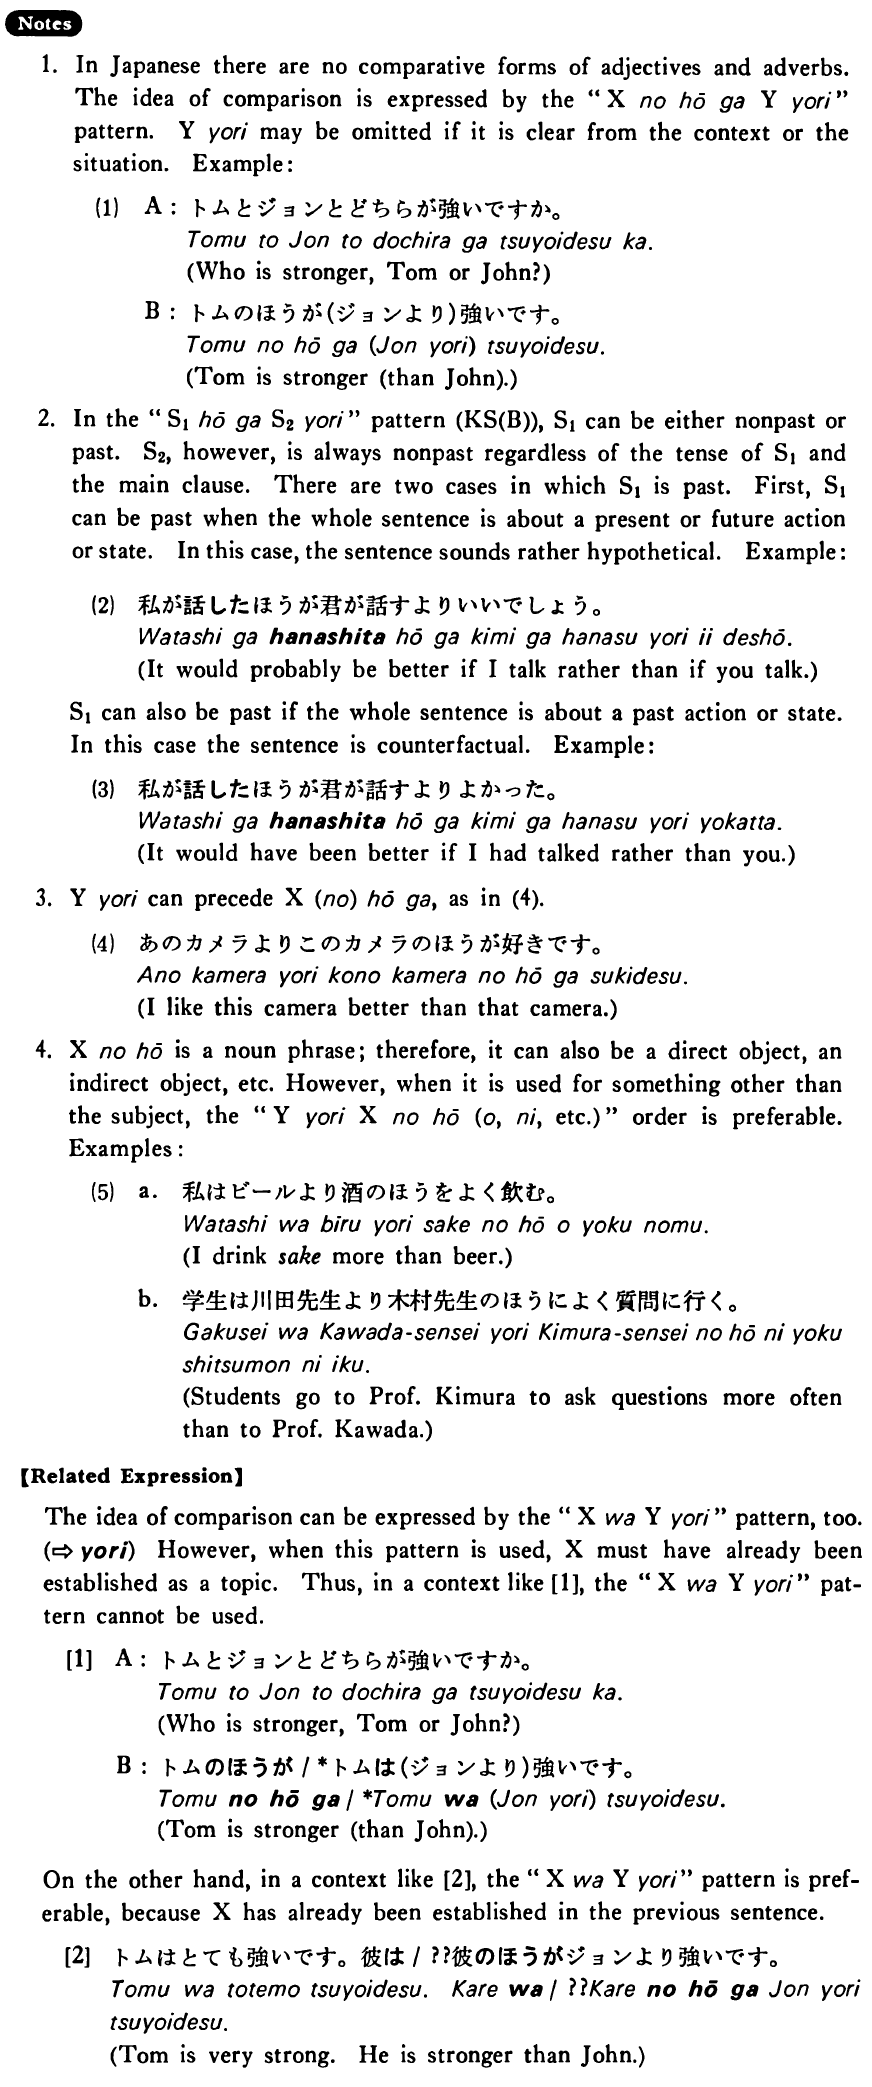 Notes
1. In Japanese there are no comparative forms of adjectives and adverbs.
The idea of comparison is expressed by the “X no hō ga Y yori”
pattern. Y yori may be omitted if it is clear from the context or the
situation. Example:
(1) A: トムとジョンとどちらが強いですか。
Tomu to Jon to dochira ga tsuyoidesu ka.
(Who is stronger, Tom or John?)
B: トムのほうが(ジョンより)強いです。
Tomu no hō ga (Jon yori) tsuyoidesu.
(Tom is stronger (than John).)
2. In the “S₁ hō ga S₂ yori” pattern (KS(B)), S₁ can be either nonpast or
past. S₂, however, is always nonpast regardless of the tense of S₁ and
the main clause. There are two cases in which S₁ is past. First, S₁
can be past when the whole sentence is about a present or future action
or state. In this case, the sentence sounds rather hypothetical. Example:
(2) 私が話したほうが君が話すよりいいでしょう。
Watashi ga hanashita hō ga kimi ga hanasu yori ii deshō.
(It would probably be better if I talk rather than if you talk.)
S₁ can also be past if the whole sentence is about a past action or state.
In this case the sentence is counterfactual. Example:
(3) 私が話したほうが君が話すよりよかった。
Watashi ga hanashita hō ga kimi ga hanasu yori yokatta.
(It would have been better if I had talked rather than you.)
3. Y yori can precede X (no) hō ga, as in (4).
(4) あのカメラよりこのカメラのほうが好きです。
Ano kamera yori kono kamera no hō ga sukidesu.
(I like this camera better than that camera.)
4. X no hō is a noun phrase; therefore, it can also be a direct object, an
indirect object, etc. However, when it is used for something other than
the subject, the “Y yori X no hō (o, ni, etc.)” order is preferable.
Examples:
(5) a. 私はビールより酒のほうをよく飲む。
Watashi wa bīru yori sake no hō o yoku nomu.
(I drink sake more than beer.)
b. 学生は川田先生より木村先生のほうによく質問に行く。
Gakusei wa Kawada-sensei yori Kimura-sensei no hō ni yoku
shitsumon ni iku.
(Students go to Prof. Kimura to ask questions more often
than to Prof. Kawada.)
【Related Expression】
The idea of comparison can be expressed by the “X wa Y yori” pattern, too.
(⇨ yori) However, when this pattern is used, X must have already been
established as a topic. Thus, in a context like [1], the “X wa Y yori” pat-
tern cannot be used.
[1] A: トムとジョンとどちらが強いですか。
Tomu to Jon to dochira ga tsuyoidesu ka.
(Who is stronger, Tom or John?)
B: トムのほうが / *トムは(ジョンより)強いです。
Tomu no hō ga / *Tomu wa (Jon yori) tsuyoidesu.
(Tom is stronger (than John).)
On the other hand, in a context like [2], the “X wa Y yori” pattern is pref-
erable, because X has already been established in the previous sentence.
[2] トムはとても強いです。彼は / ??彼のほうがジョンより強いです。
Tomu wa totemo tsuyoidesu. Kare wa / ??Kare no hō ga Jon yori
tsuyoidesu.
(Tom is very strong. He is stronger than John.)